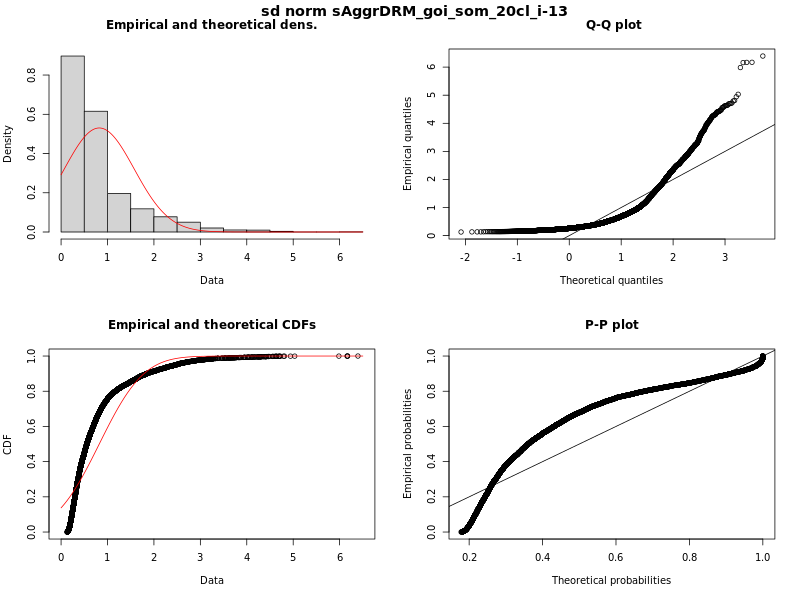 sd norm sAggrDRM_goi_som_20cl_i-13
Empirical and theoretical dens.
Density
0.0 0.2 0.4 0.6 0.8
0 1 2 3 4 5 6
Data
Q-Q plot
Empirical quantiles
0 1 2 3 4 5 6
-2 -1 0 1 2 3
Theoretical quantiles
Empirical and theoretical CDFs
CDF
0.0 0.2 0.4 0.6 0.8 1.0
0 1 2 3 4 5 6
Data
P-P plot
Empirical probabilities
0.0 0.2 0.4 0.6 0.8 1.0
0.2 0.4 0.6 0.8 1.0
Theoretical probabilities